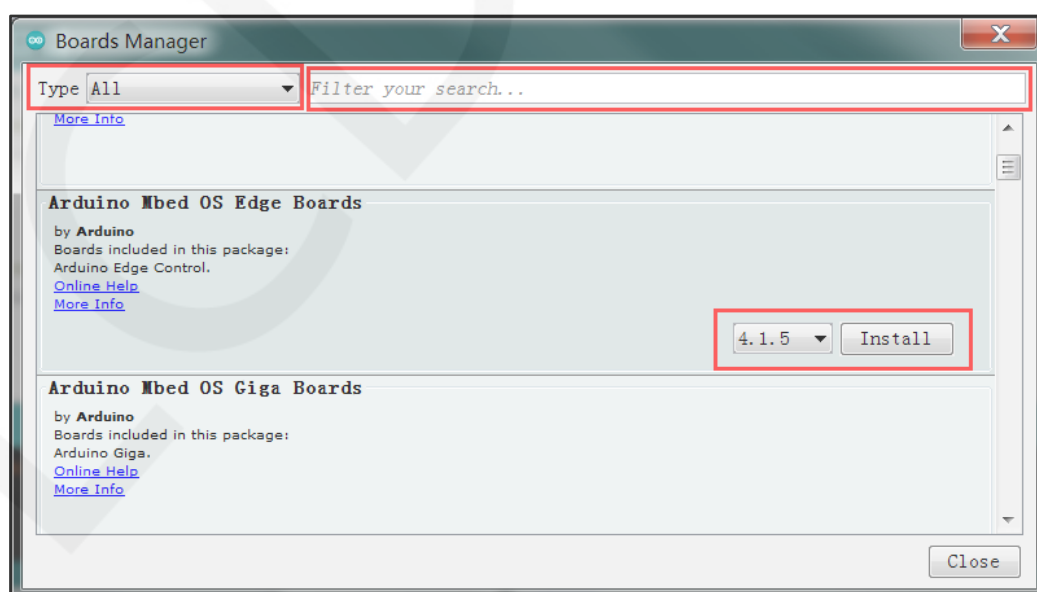 Boards Manager
Type All Filter your search...
More Info
Arduino Mbed OS Edge Boards
by Arduino
Boards included in this package:
Arduino Edge Control.
Online Help
More Info
4.1.5 Install
Arduino Mbed OS Giga Boards
by Arduino
Boards included in this package:
Arduino Giga.
Online Help
More Info
Close